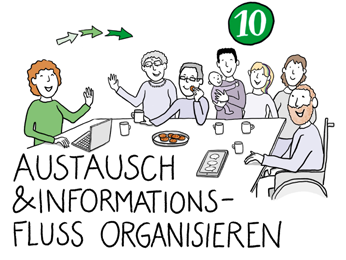 10
AUSTAUSCH
&INFORMATIONS-
FLUSS ORGANISIEREN